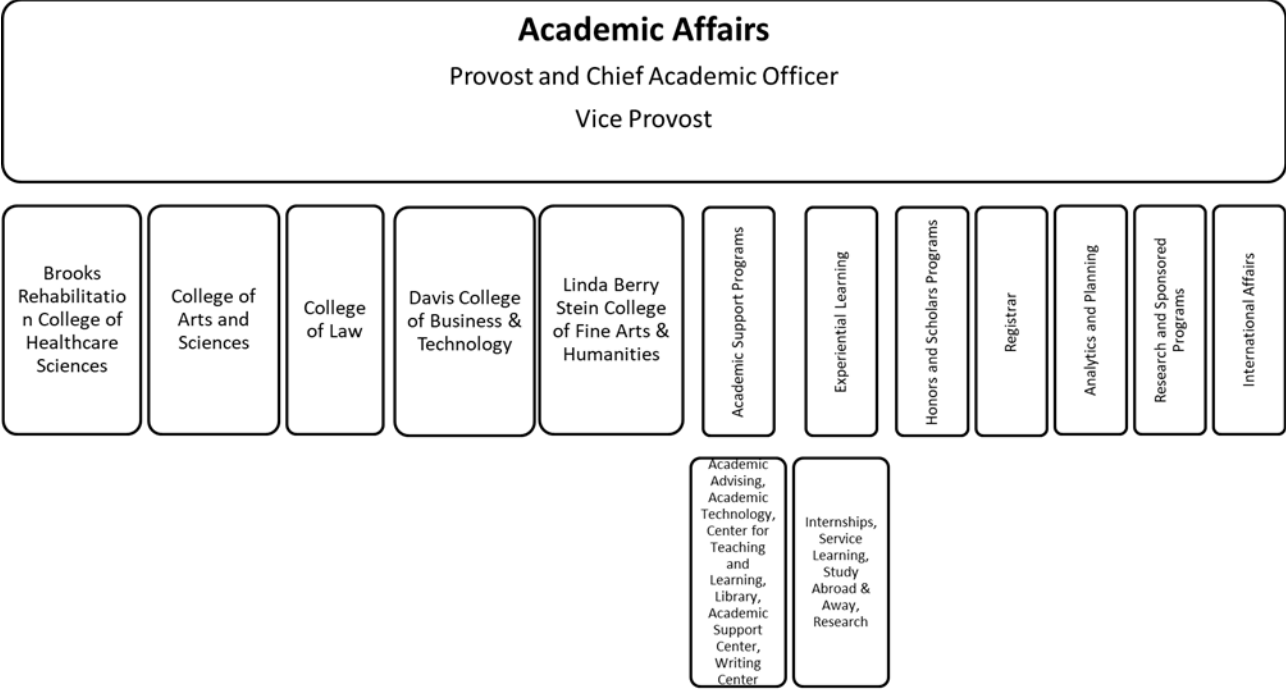 Academic Affairs
Provost and Chief Academic Officer
Vice Provost
Brooks
Rehabilitatio
n College of
Healthcare
Sciences
College of
Arts and
Sciences
College
of Law
Davis College
of Business &
Technology
Linda Berry
Stein College
of Fine Arts &
Humanities
Academic Support Programs
Experiential Learning
Honors and Scholars Programs
Registrar
Analytics and Planning
Research and Sponsored
Programs
International Affairs
Academic
Advising,
Academic
Technology,
Center for
Teaching
and
Learning,
Library,
Academic
Support
Center,
Writing
Center
Internships,
Service
Learning,
Study
Abroad &
Away,
Research